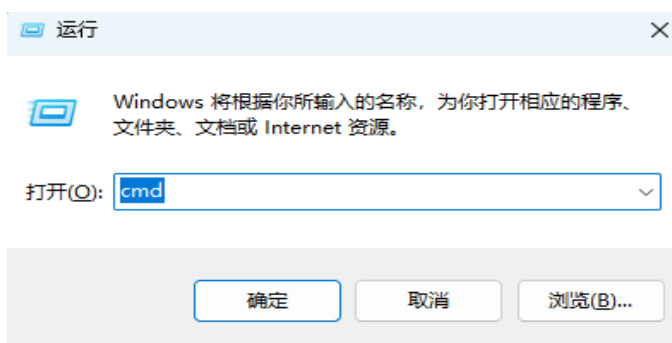 运行
Windows 将根据你所输入的名称，为你打开相应的程序、
文件夹、文档或 Internet 资源。
打开(O): cmd
确定 取消 浏览(B)...